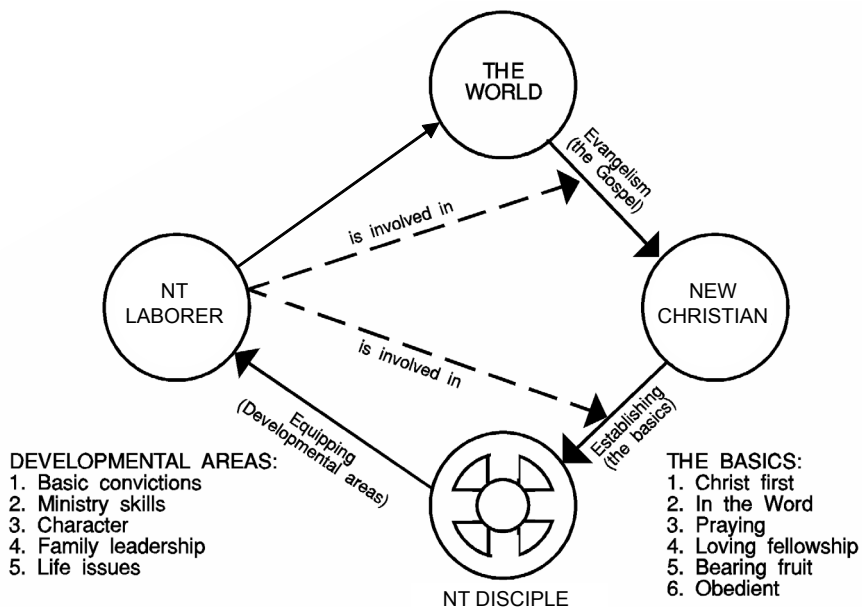 THE
WORLD
Evangelism
(the Gospel)
is involved in
NT
LABORER
NEW
CHRISTIAN
is involved in
Establishing
(the basics)
Equipping
(Developmental areas)
DEVELOPMENTAL AREAS:
1. Basic convictions
2. Ministry skills
3. Character
4. Family leadership
5. Life issues
THE BASICS:
1. Christ first
2. In the Word
3. Praying
4. Loving fellowship
5. Bearing fruit
6. Obedient
NT DISCIPLE